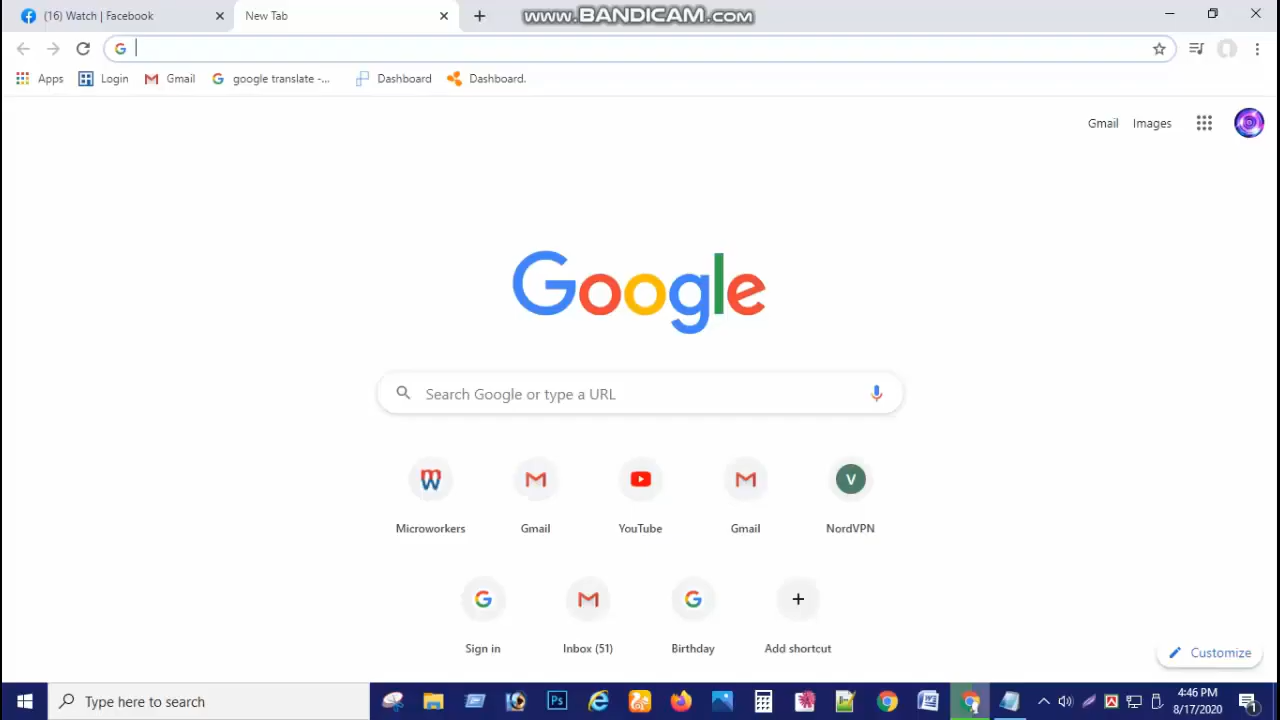 (16) Watch | Facebook
New Tab
www.BANDICAM.com
Apps
Login
Gmail
google translate -...
Dashboard
Dashboard.
Gmail
Images
Google
Search Google or type a URL
Microworkers
Gmail
YouTube
Gmail
V
NordVPN
Sign in
Inbox (51)
Birthday
Add shortcut
Customize
Type here to search
Ps
4:46 PM
8/17/2020
1